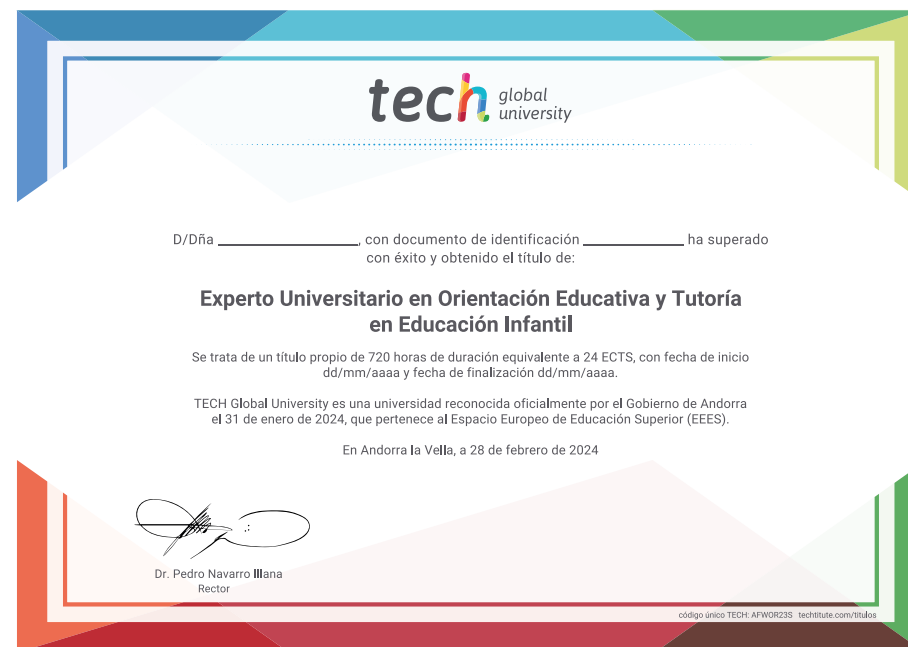 tech global university
D/Dña ____________________, con documento de identificación ______________ ha superado
con éxito y obtenido el título de:
Experto Universitario en Orientación Educativa y Tutoría
en Educación Infantil
Se trata de un título propio de 720 horas de duración equivalente a 24 ECTS, con fecha de inicio
dd/mm/aaaa y fecha de finalización dd/mm/aaaa.
TECH Global University es una universidad reconocida oficialmente por el Gobierno de Andorra
el 31 de enero de 2024, que pertenece al Espacio Europeo de Educación Superior (EEES).
En Andorra la Vella, a 28 de febrero de 2024
Dr. Pedro Navarro Illana
Rector
código único TECH: AFWOR23S techtitute.com/titulos